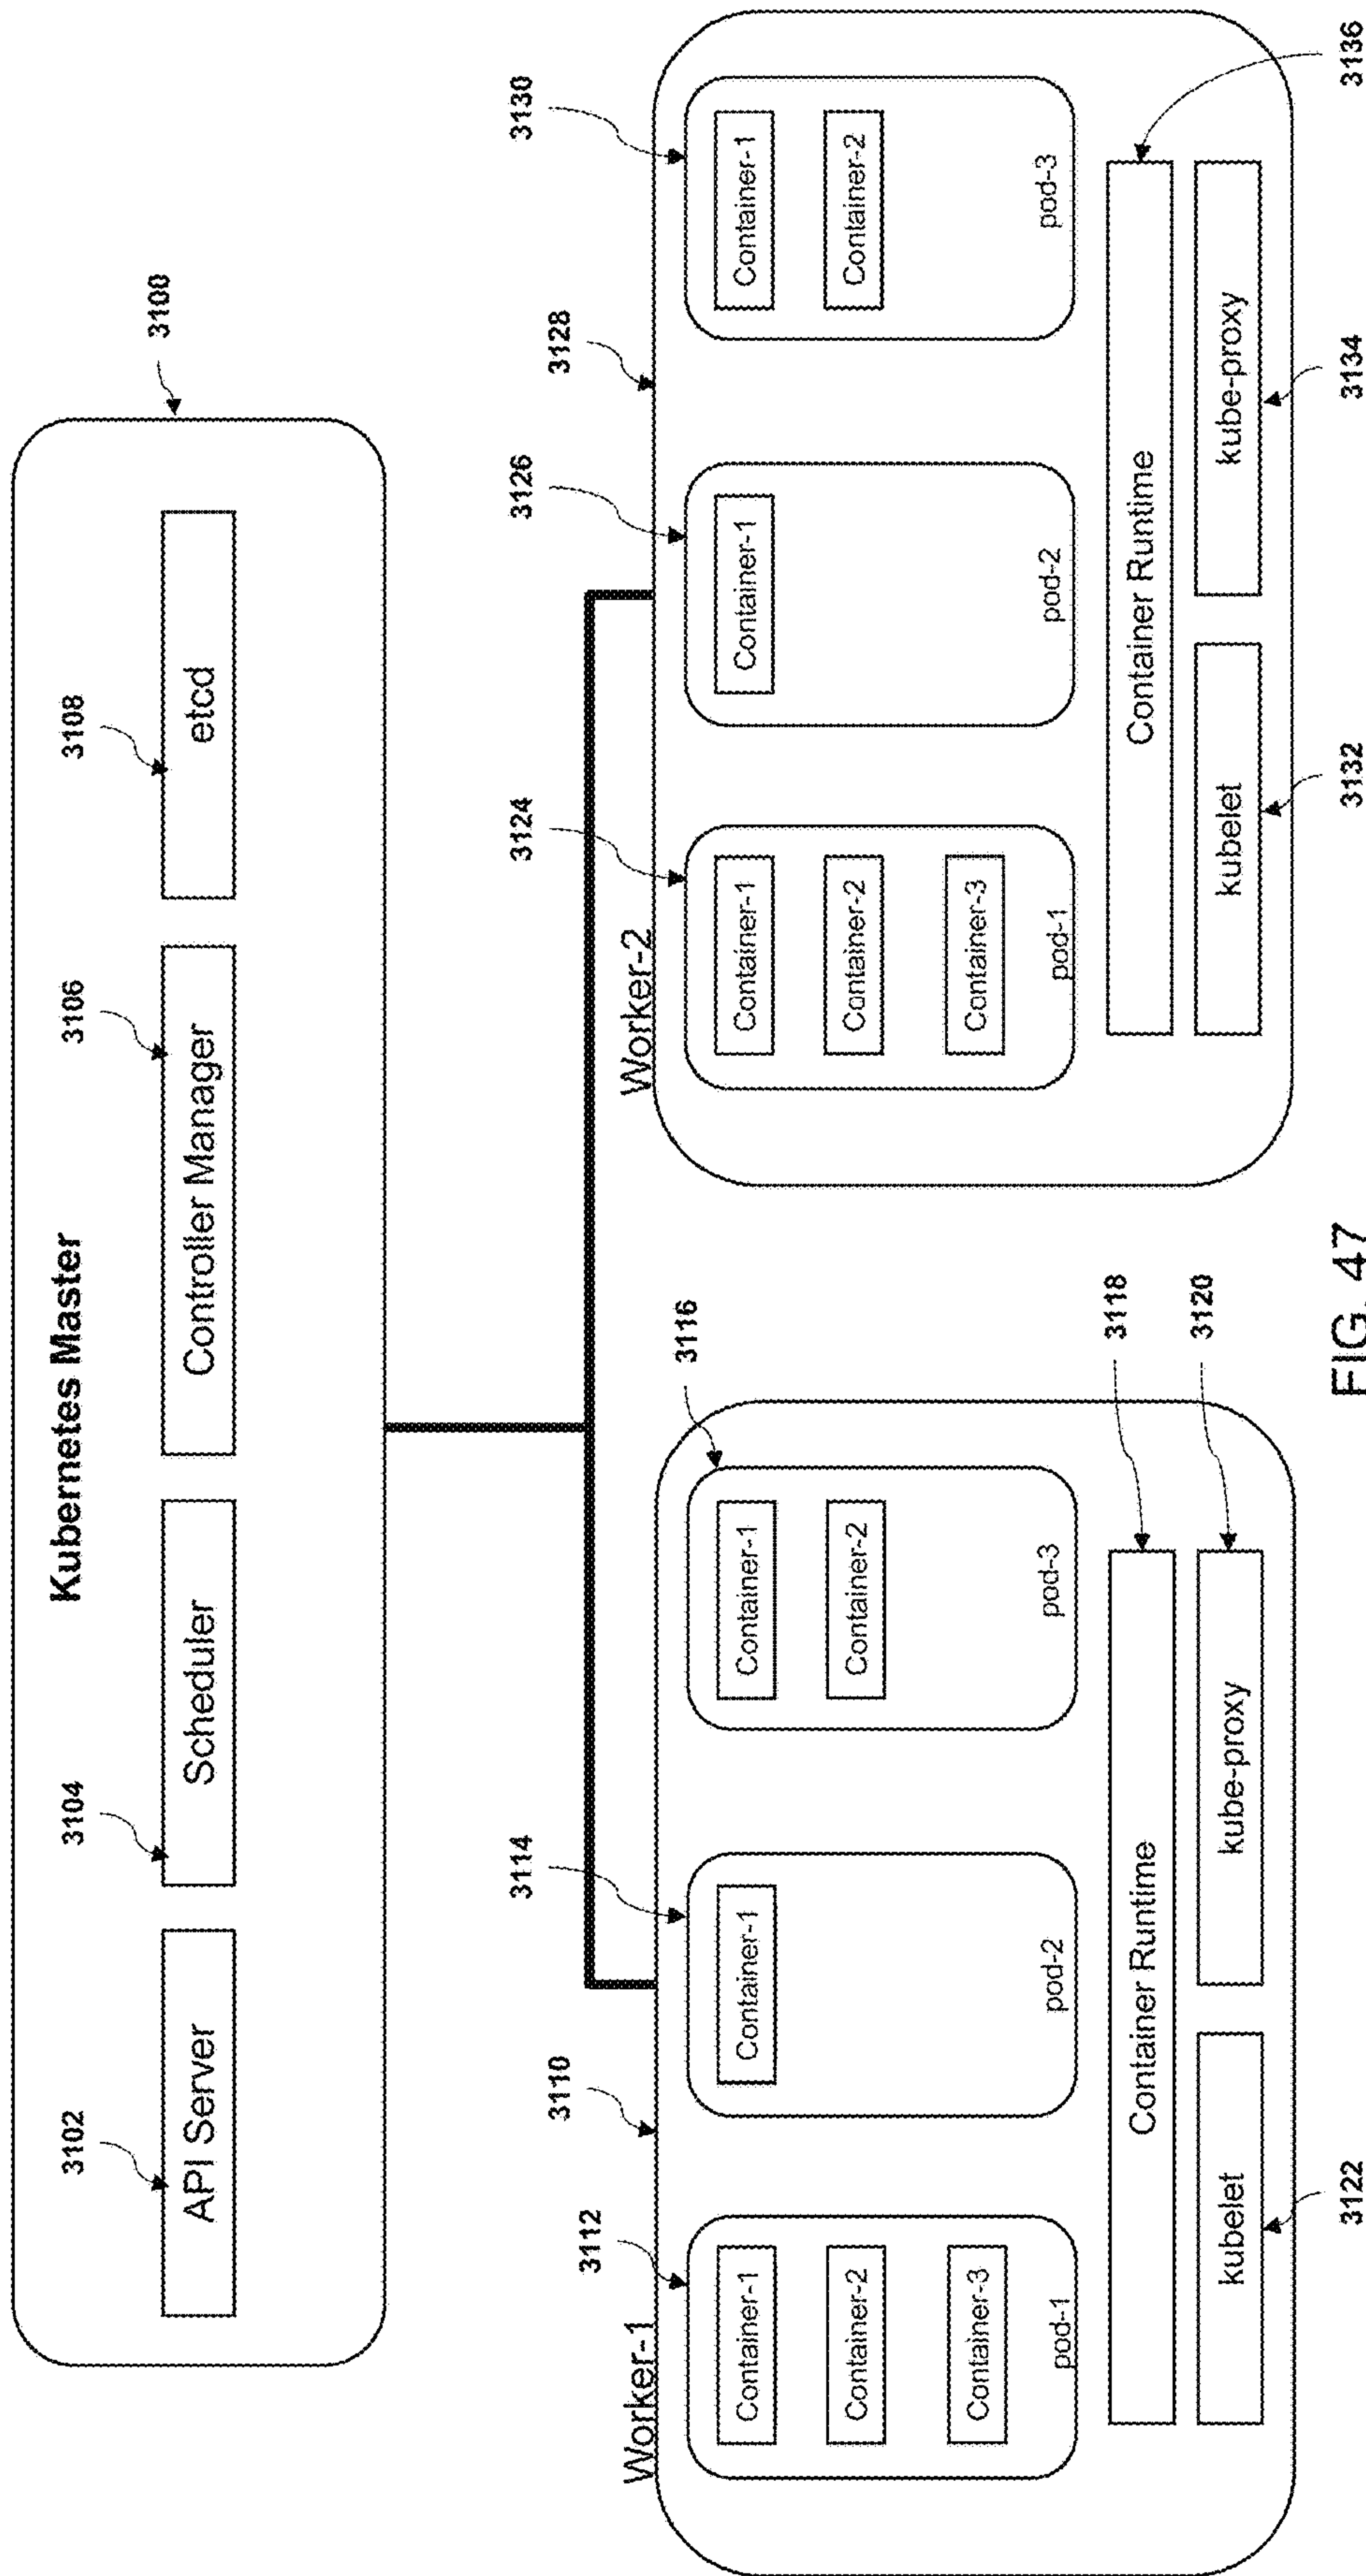 Kubernetes Master
3100
3102
3104
3106
3108
API Server
Scheduler
Controller Manager
etcd
Worker-1
3110
3112
3114
3116
Container-1
Container-2
Container-3
pod-1
Container-1
pod-2
Container-1
Container-2
pod-3
Container Runtime
3118
kubelet
kube-proxy
3120
3122
Worker-2
3128
3124
3126
3130
Container-1
Container-2
Container-3
pod-1
Container-1
pod-2
Container-1
Container-2
pod-3
Container Runtime
3136
kubelet
kube-proxy
3132
3134
FIG. 47